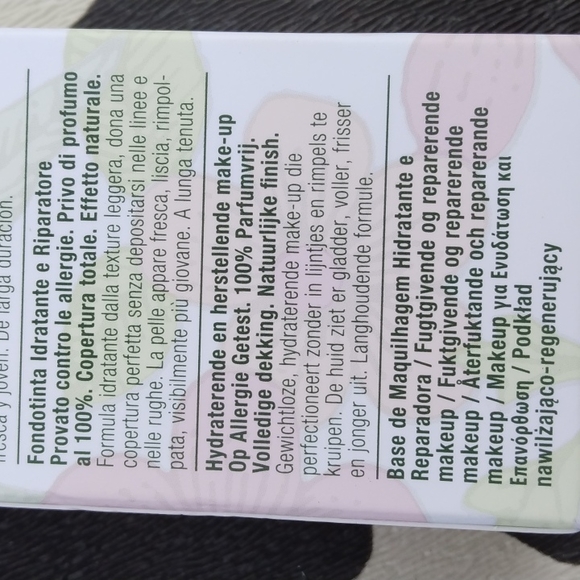 fresca y joven. De larga duración.
Fondotinta Idratante e Riparatore
Provato contro le allergie. Privo di profumo
al 100%. Copertura totale. Effetto naturale.
Formula idratante dalla texture leggera, dona una
copertura perfetta senza depositarsi nelle linee e
nelle rughe. La pelle appare fresca, liscia, rimpol-
pata, visibilmente più giovane. A lunga tenuta.
Hydraterende en herstellende make-up
Op Allergie Getest. 100% Parfumvrij.
Volledige dekking. Natuurlijke finish.
Gewichtloze, hydraterende make-up die
perfectioneert zonder in lijntjes en rimpels te
kruipen. De huid ziet er gladder, voller, frisser
en jonger uit. Langhoudende formule.
Base de Maquilhagem Hidratante e
Reparadora / Fugtgivende og reparerende
makeup / Fuktgivende og reparerende
makeup / Återfuktande och reparerande
makeup / Makeup για Ενυδάτωση και
Επανόρθωση / Podkład
nawilżająco-regenerujący